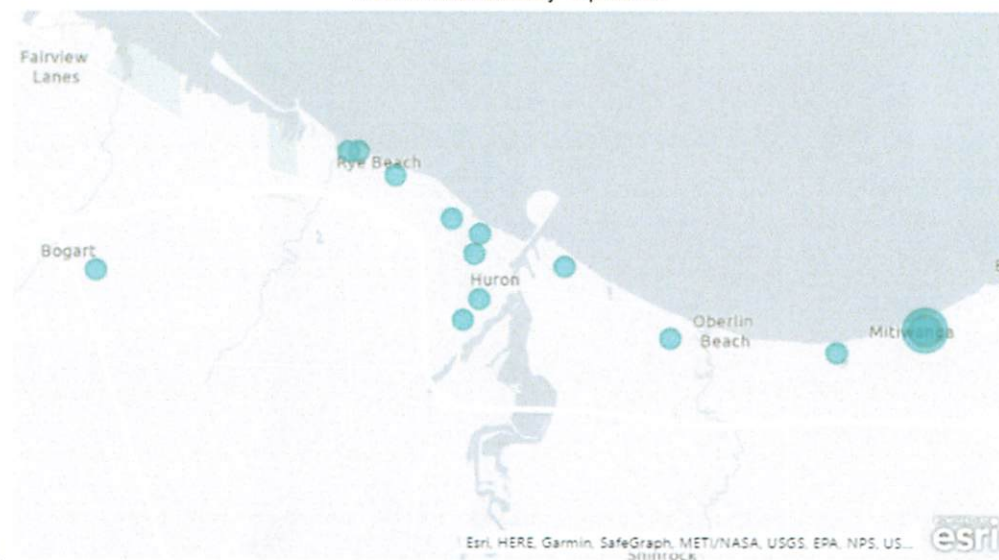 Fairview
Lanes
Rye Beach
Bogart
Huron
Oberlin
Beach
Mitiwanga
Esri, HERE, Garmin, SafeGraph, METI/NASA, USGS, EPA, NPS, US...
esri
Shinrock